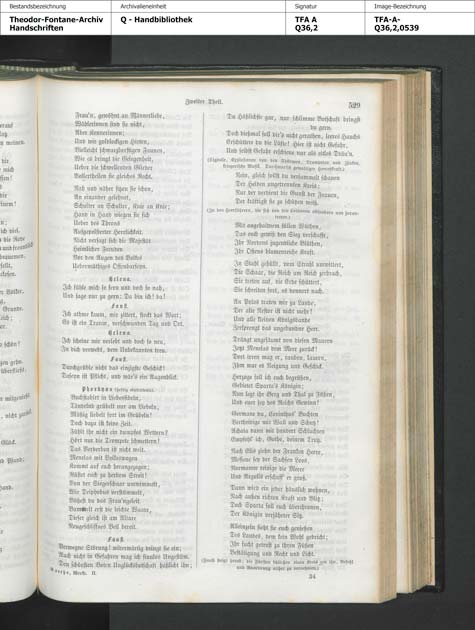 Bestandsbezeichnung
Archivalieneinheit
Signatur
Image-Bezeichnung
Theodor-Fontane-Archiv
Handschriften
Q - Handbibliothek
TFA A
Q36,2
TFA-A-
Q36,2,0539
Zweiter Theil.
529
Frau'n, gewöhnt an Männerliebe,
Wählerinnen sind sie nicht,
Aber Kennerinnen;
Und wie goldlockigen Hirten,
Vielleicht schwarzborstigen Faunen,
Wie es bringt die Gelegenheit,
Ueber die schwellenden Glieder
Vollertheilen sie gleiches Recht.
Nah und näher sitzen sie schon,
An einander gelehnet,
Schulter an Schulter, Knie an Knie;
Hand in Hand wiegen sie sich
Ueber des Throns
Aufgepolsterter Herrlichkeit.
Nicht versagt sich die Majestät
Heimlicher Freuden
Vor den Augen des Volkes
Uebermüthiges Offenbarseyn.
Helena.
Ich fühle mich so fern und doch so nah,
Und sage nur zu gern: Da bin ich! da!
Faust.
Ich athme kaum, mir zittert, stockt das Wort;
Es ist ein Traum, verschwunden Tag und Ort.
Helena.
Ich scheine mir verlebt und doch so neu,
In dich verwebt, dem Unbekannten treu.
Faust.
Durchgrüble nicht das einzigste Geschick!
Daseyn ist Pflicht, und wär's ein Augenblick.
Phorkyas (heftig eintretend).
Buchstabirt in Liebesfibeln,
Tändelnd grübelt nur am Liebeln,
Müßig liebelt fort im Grübeln!
Doch dazu ist keine Zeit.
Fühlt ihr nicht ein dumpfes Wettern?
Hört nur die Trompete schmettern!
Das Verderben ist nicht weit.
Menelas mit Volkeswogen
Kommt auf euch herangezogen;
Rüstet euch zu herbem Streit!
Von der Siegerschaar umwimmelt,
Wie Deiphobus verstümmelt,
Büßest du das Fraungeleit.
Bammelt erst die leichte Waare,
Dieser gleich ist am Altare
Neugeschliffenes Beil bereit.
Faust.
Verwegne Störung! widerwärtig dringt sie ein;
Auch nicht in Gefahren mag ich sinnlos Ungestüm.
Den schönsten Boten Unglücksbotschaft häßlicht ihn;
Goethe, Werke. II.
Du Häßlichste gar, nur schlimme Botschaft bringst
du gern.
Doch diesmal soll dir's nicht gerathen, leeren Hauchs
Erschüttere du die Lüfte! Hier ist nicht Gefahr,
Und selbst Gefahr erschiene nur als eitles Dräu'n.
(Signale, Explosionen von den Thürmen, Trompeten und Zinken,
kriegerische Musik. Durchmarsch gewaltiger Heereskraft.)
Nein, gleich sollst du versammelt schauen
Der Helden ungetrennten Kreis;
Nur der verdient die Gunst der Frauen,
Der kräftigst sie zu schützen weiß.
Mit angehaltnem stillen Wüthen,
Das euch gewiß den Sieg verschafft,
Ihr Nordens jugendliche Blüthen,
Ihr Ostens blumenreiche Kraft.
In Stahl gehüllt, vom Strahl umwittert,
Die Schaar, die Reich um Reich zerbrach,
Sie treten auf, die Erde schüttert,
Sie schreiten fort, es donnert nach.
An Pylos traten wir zu Lande,
Der alte Nestor ist nicht mehr!
Und alle kleinen Königsbande
Zersprengt das ungebundne Heer.
Drängt ungesäumt von diesen Mauern
Jetzt Menelas dem Meer zurück!
Dort irren mag er, rauben, lauern,
Ihm war es Neigung und Geschick.
Herzoge soll ich euch begrüßen,
Gebietet Sparta's Königin;
Nun legt ihr Berg und Thal zu Füßen,
Und euer sey des Reichs Gewinn!
Germane du, Corinthus' Buchten
Vertheidige mit Wall und Schutz!
Achaia dann mit hundert Schluchten
Empfehl' ich, Gothe, deinem Trutz.
Nach Elis ziehn der Franken Heere,
Messene sey der Sachsen Loos,
Normanne reinige die Meere
Und Argolis erschaff' er groß.
Dann wird ein jeder häuslich wohnen,
Nach außen richten Kraft und Blitz;
Doch Sparta soll euch überthronen,
Der Königin verjährter Sitz.
All-Einzeln sieht sie euch genießen
Des Landes, dem kein Wohl gebricht;
Ihr sucht getrost zu ihren Füßen
Bestätigung und Recht und Licht.
(Faust steigt herab, die Fürsten schließen einen Kreis um ihn, Befehl
und Anordnung näher zu vernehmen.)
34